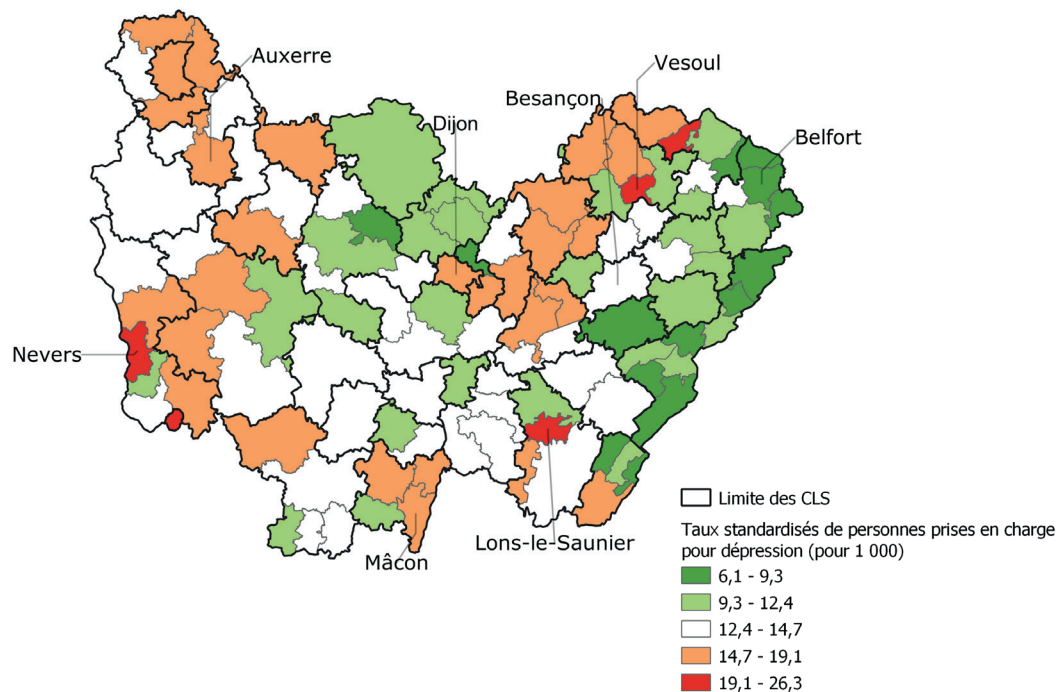 Auxerre
Vesoul
Besançon
Dijon
Belfort
Nevers
Lons-le-Saunier
Mâcon
Limite des CLS
Taux standardisés de personnes prises en charge
pour dépression (pour 1 000)
6,1 - 9,3
9,3 - 12,4
12,4 - 14,7
14,7 - 19,1
19,1 - 26,3